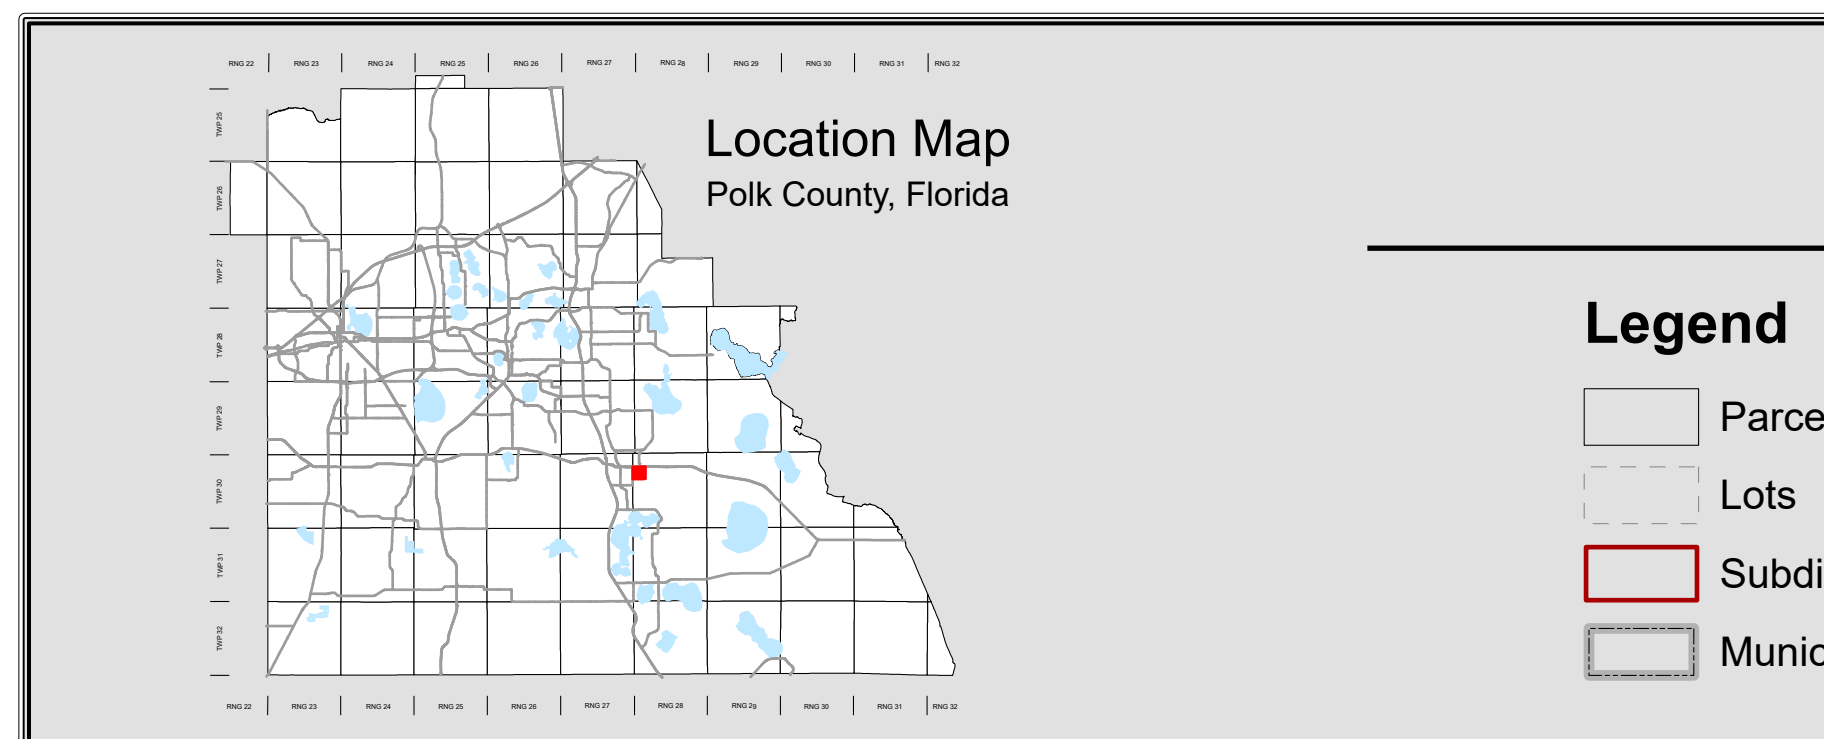 RNG 22 RNG 23 RNG 24 RNG 25 RNG 26 RNG 27 RNG 28 RNG 29 RNG 30 RNG 31 RNG 32
TWP 25
TWP 26
TWP 27
TWP 28
TWP 29
TWP 30
TWP 31
TWP 32
Location Map
Polk County, Florida
RNG 22 RNG 23 RNG 24 RNG 25 RNG 26 RNG 27 RNG 28 RNG 29 RNG 30 RNG 31 RNG 32
Legend
Parce
Lots
Subdi
Munic